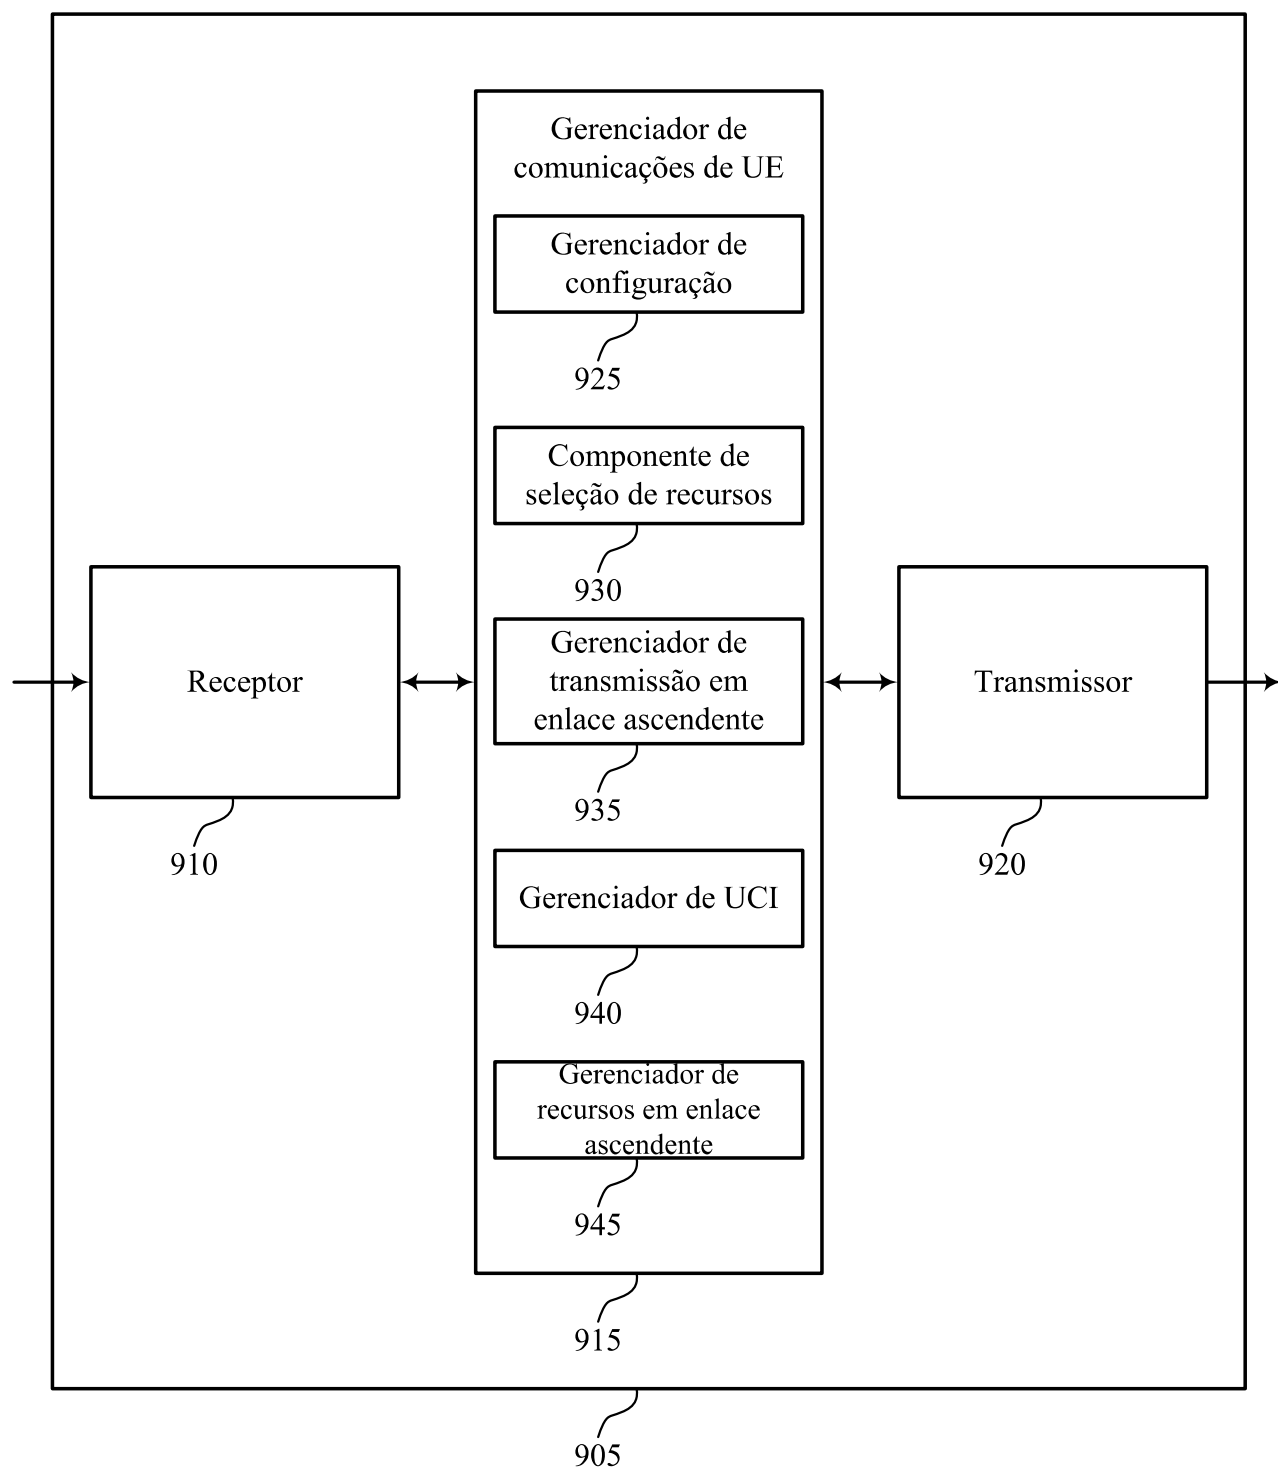 Gerenciador de
comunicações de UE
Gerenciador de
configuração
925
Componente de
seleção de recursos
930
Gerenciador de
transmissão em
enlace ascendente
935
Receptor
910
Transmissor
920
Gerenciador de UCI
940
Gerenciador de
recursos em enlace
ascendente
945
915
905